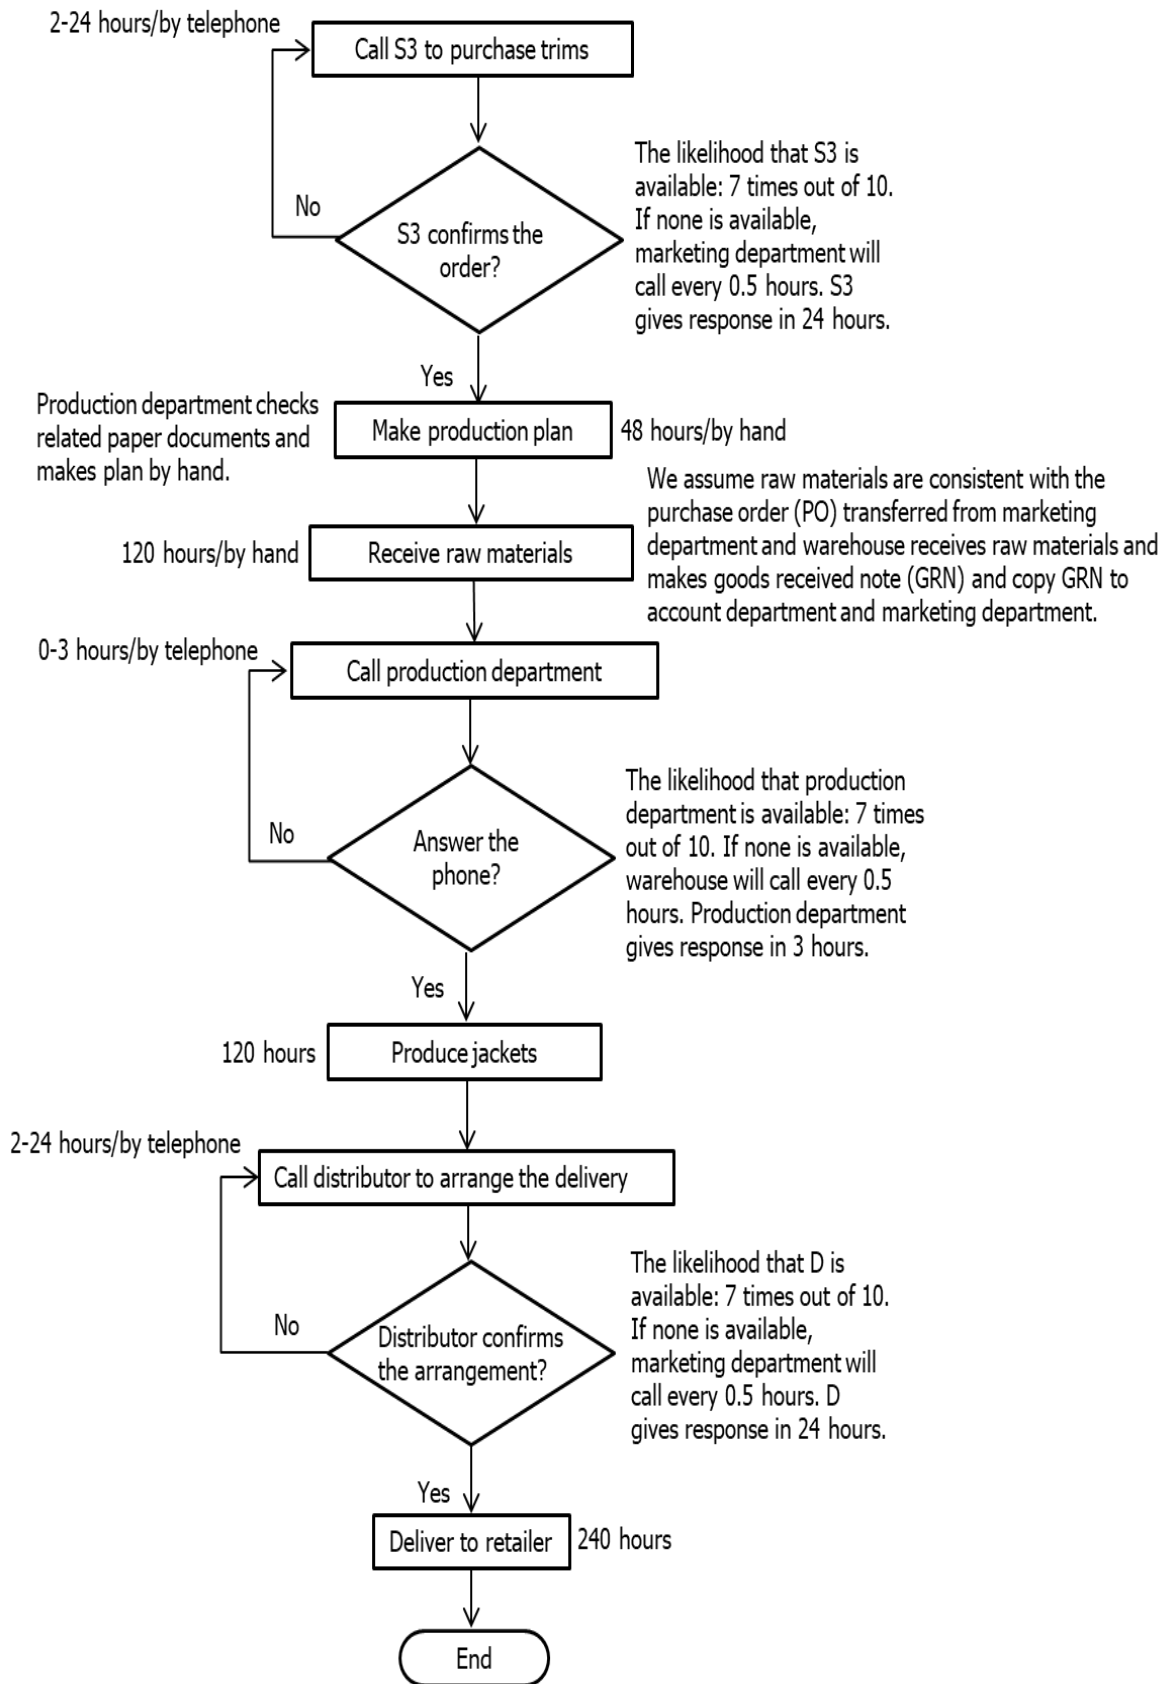 2-24 hours/by telephone
Call S3 to purchase trims
The likelihood that S3 is
available: 7 times out of 10.
If none is available,
marketing department will
call every 0.5 hours. S3
gives response in 24 hours.
No
S3 confirms the
order?
Yes
Production department checks
related paper documents and
makes plan by hand.
Make production plan
48 hours/by hand
We assume raw materials are consistent with the
purchase order (PO) transferred from marketing
department and warehouse receives raw materials and
makes goods received note (GRN) and copy GRN to
account department and marketing department.
120 hours/by hand
Receive raw materials
0-3 hours/by telephone
Call production department
The likelihood that production
department is available: 7 times
out of 10. If none is available,
warehouse will call every 0.5
hours. Production department
gives response in 3 hours.
No
Answer the
phone?
Yes
120 hours
Produce jackets
2-24 hours/by telephone
Call distributor to arrange the delivery
The likelihood that D is
available: 7 times out of 10.
If none is available,
marketing department will
call every 0.5 hours. D
gives response in 24 hours.
No
Distributor confirms
the arrangement?
Yes
Deliver to retailer
240 hours
End